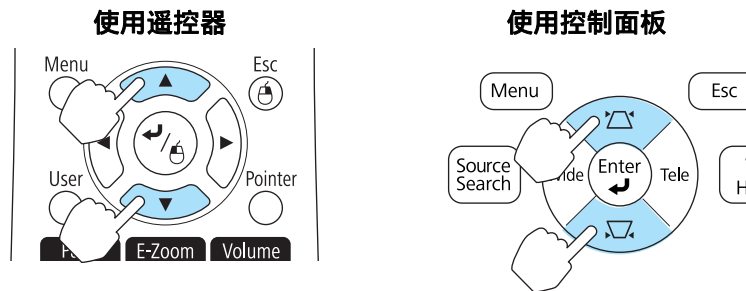 使用遥控器
使用控制面板
Menu
Esc
User
Pointer
E-Zoom
Volume
Menu
Esc
Source
Search
Enter
Tele